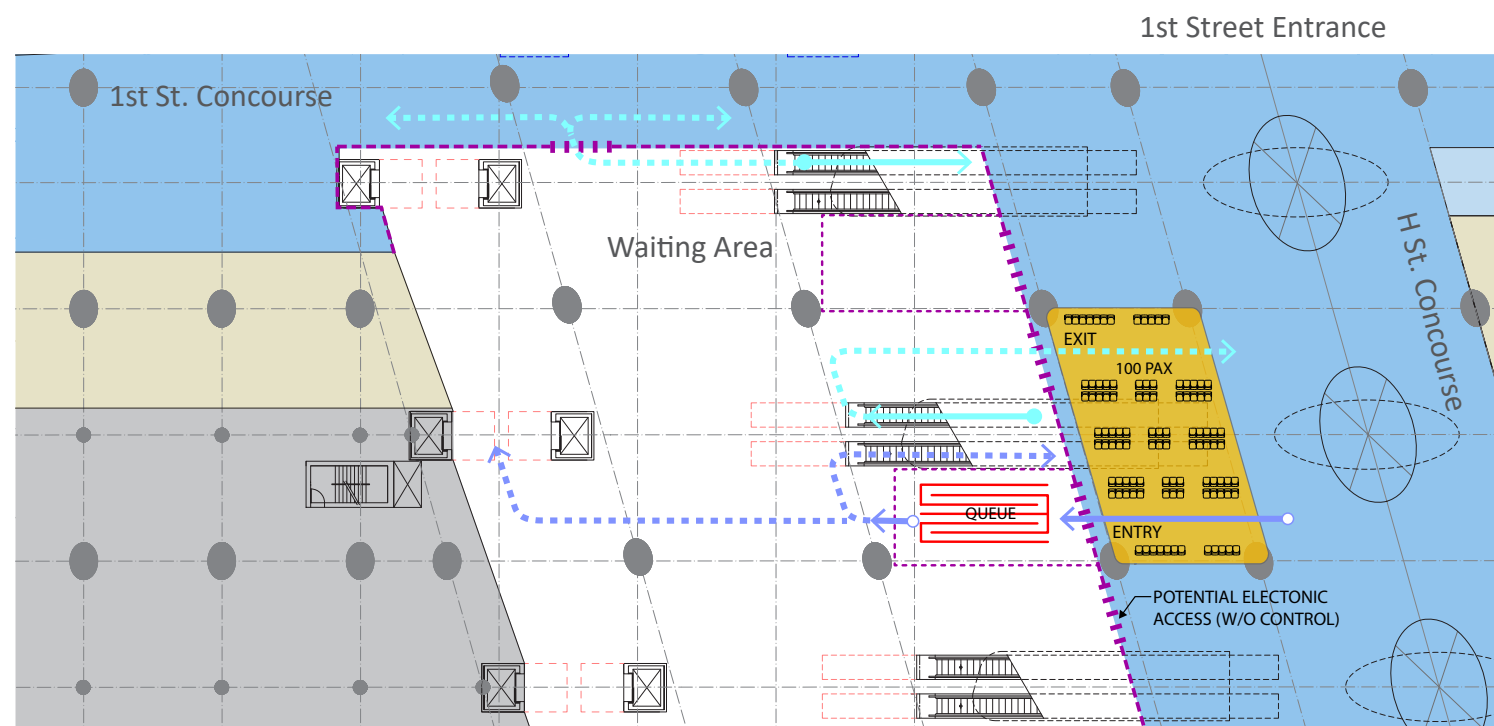 1st Street Entrance
1st St. Concourse
Waiting Area
H St. Concourse
EXIT
100 PAX
QUEUE
ENTRY
POTENTIAL ELECTONIC
ACCESS (W/O CONTROL)